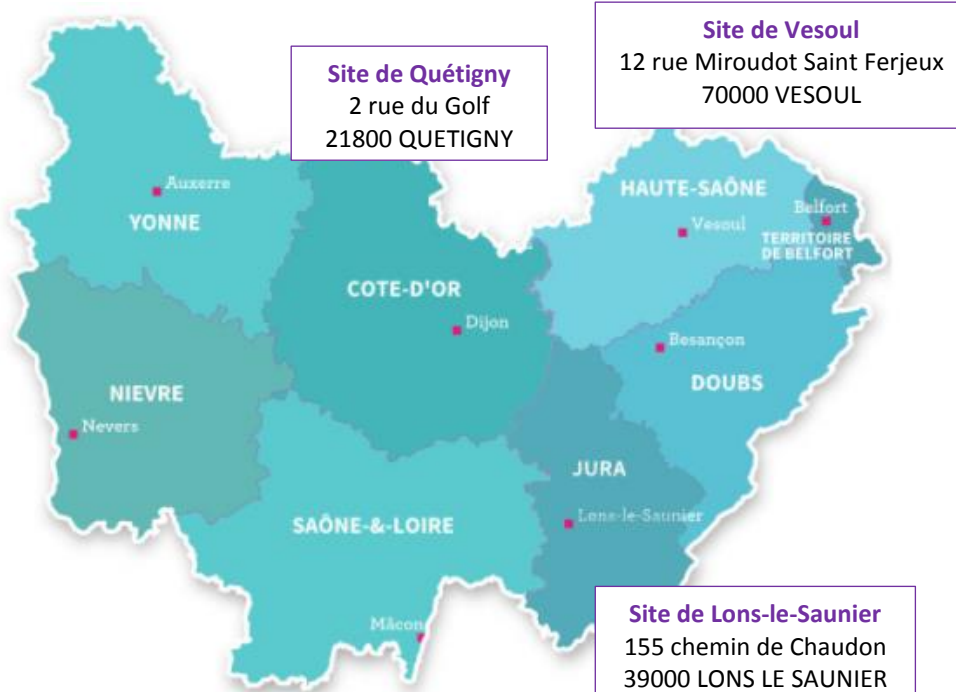 Site de Vesoul
12 rue Miroudot Saint Ferjeux
70000 VESOUL
Site de Quétigny
2 rue du Golf
21800 QUETIGNY
Auxerre
YONNE
HAUTE-SAÔNE
Vesoul
Belfort
TERRITOIRE
DE BELFORT
COTE-D'OR
Dijon
Besançon
DOUBS
NIEVRE
Nevers
JURA
Lons-le-Saunier
SAÔNE-&-LOIRE
Mâcon
Site de Lons-le-Saunier
155 chemin de Chaudon
39000 LONS LE SAUNIER